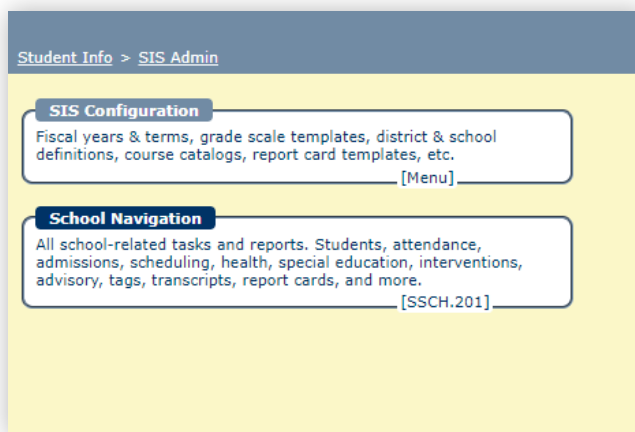 Student Info > SIS Admin
SIS Configuration
Fiscal years & terms, grade scale templates, district & school
definitions, course catalogs, report card templates, etc.
[Menu]
School Navigation
All school-related tasks and reports. Students, attendance,
admissions, scheduling, health, special education, interventions,
advisory, tags, transcripts, report cards, and more.
[SSCH.201]